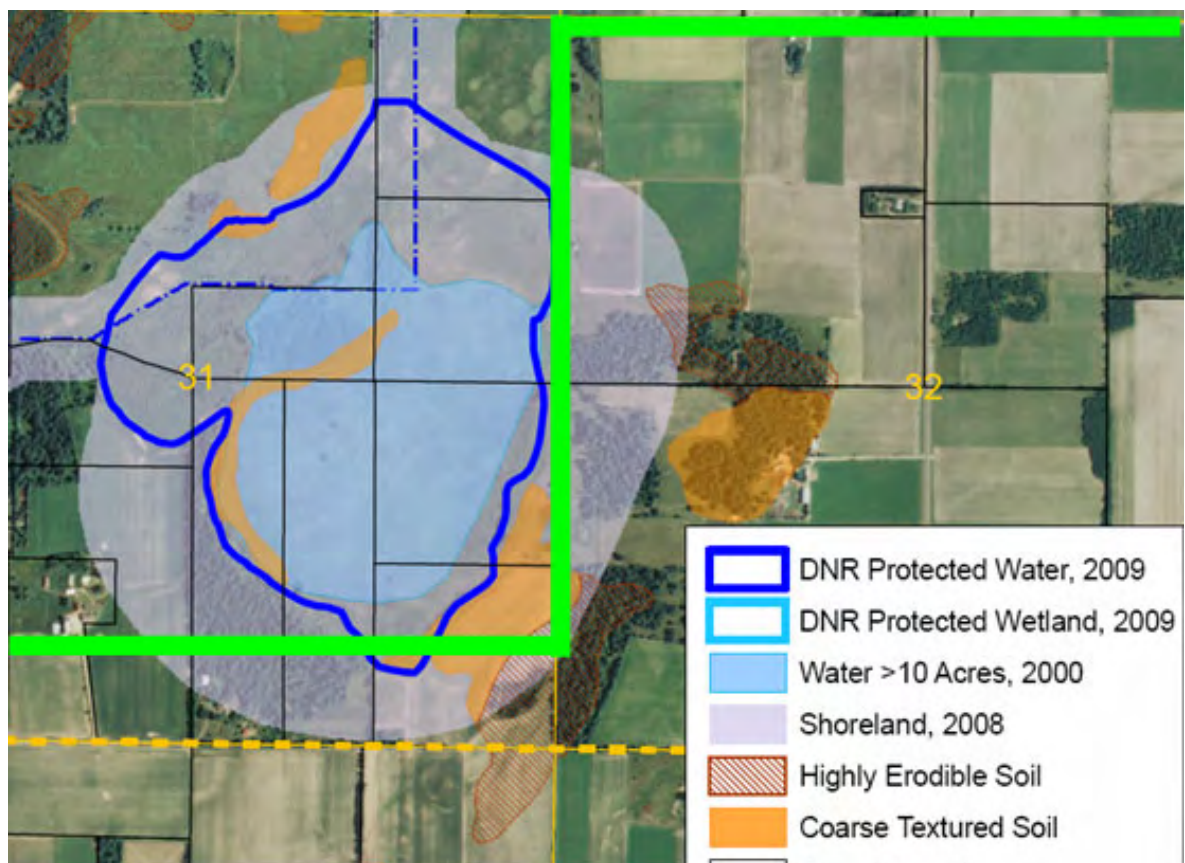 31
32
DNR Protected Water, 2009
DNR Protected Wetland, 2009
Water >10 Acres, 2000
Shoreland, 2008
Highly Erodible Soil
Coarse Textured Soil